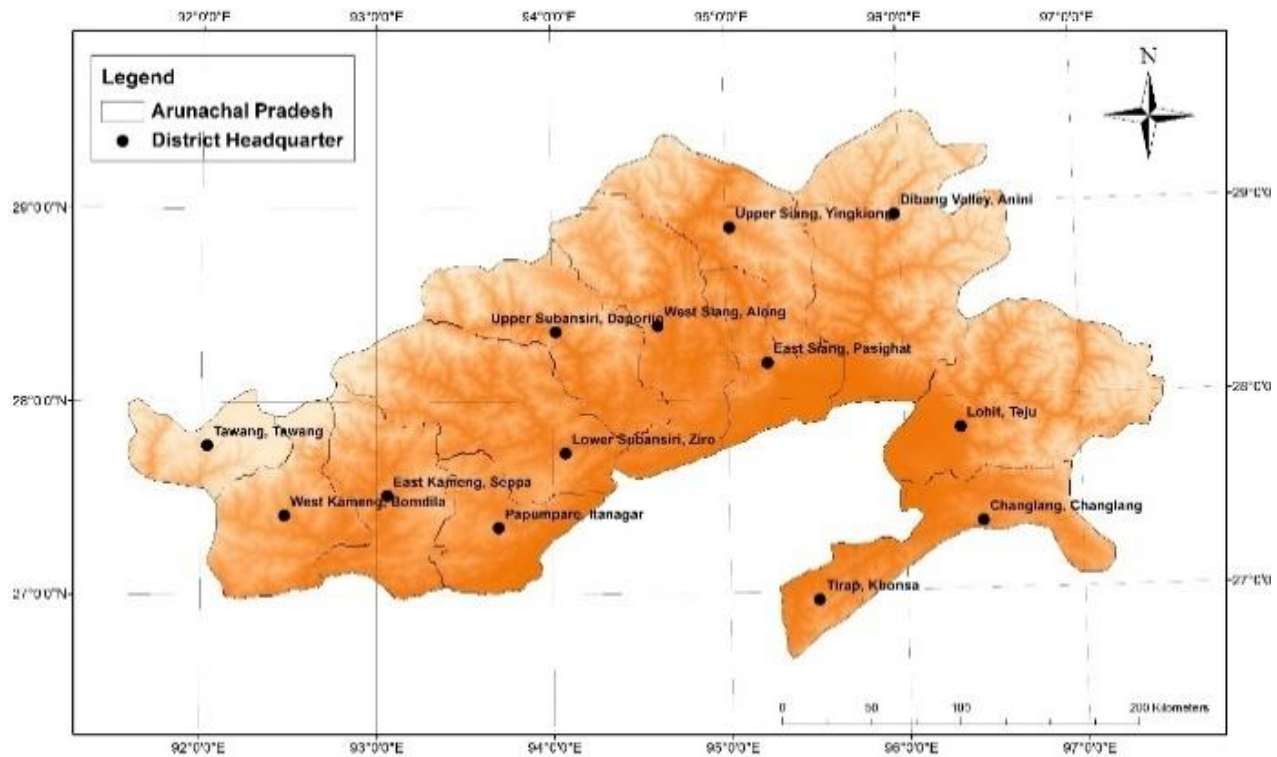 92°0'0"E 93°0'0"E 94°0'0"E 95°0'0"E 96°0'0"E 97°0'0"E
N
Legend
Arunachal Pradesh
District Headquarter
29°0'0"N
29°0'0"
Dibang Valley, Anini
Upper Siang, Yingkiong
Upper Subansiri, Daporijo
West Siang, Along
East Siang, Pasighat
28°0'0"N
28°0'0"
Tawang, Tawang
Lower Subansiri, Ziro
Lohit, Teju
East Kameng, Seppa
West Kameng, Bomdila
Papumpare, Itanagar
Changlang, Changlang
27°0'0"N
27°0'0"
Tirap, Khonsa
0 50 100 200 Kilometers
92°0'0"E 93°0'0"E 94°0'0"E 95°0'0"E 96°0'0"E 97°0'0"E